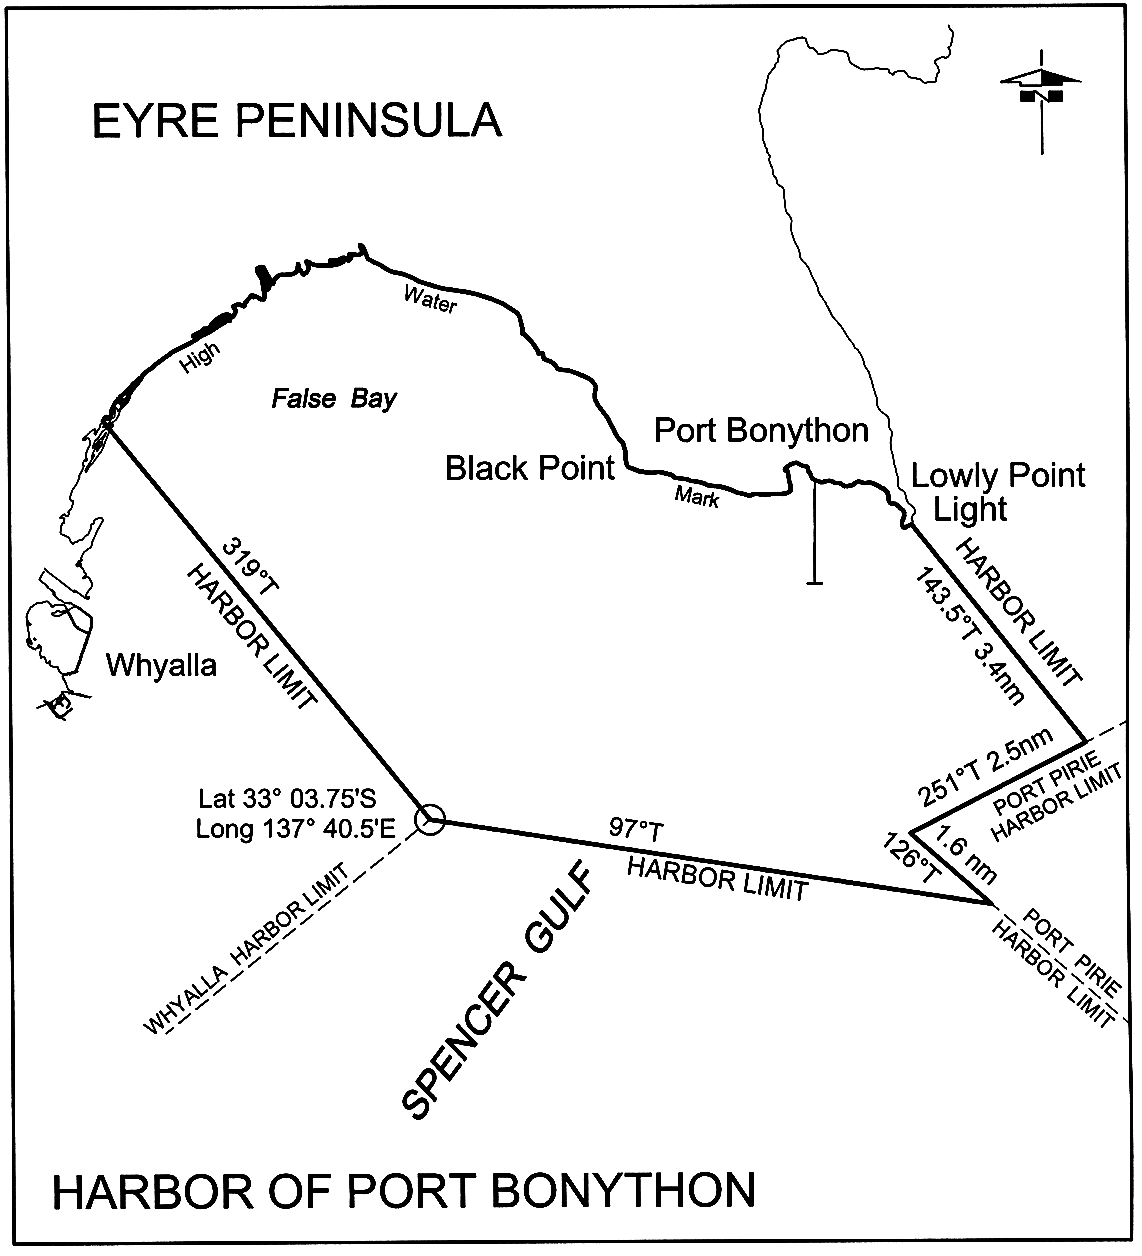 EYRE PENINSULA
N
Water
High
False Bay
Port Bonython
Black Point
Mark
Lowly Point
Light
HARBOR LIMIT
143.5°T 3.4nm
319°T
HARBOR LIMIT
Whyalla
251°T 2.5nm
PORT PIRIE
HARBOR LIMIT
Lat 33° 03.75'S
Long 137° 40.5'E
97°T
HARBOR LIMIT
126°T
1.6 nm
WHYALLA HARBOR LIMIT
SPENCER GULF
PORT PIRIE
HARBOR LIMIT
HARBOR OF PORT BONYTHON